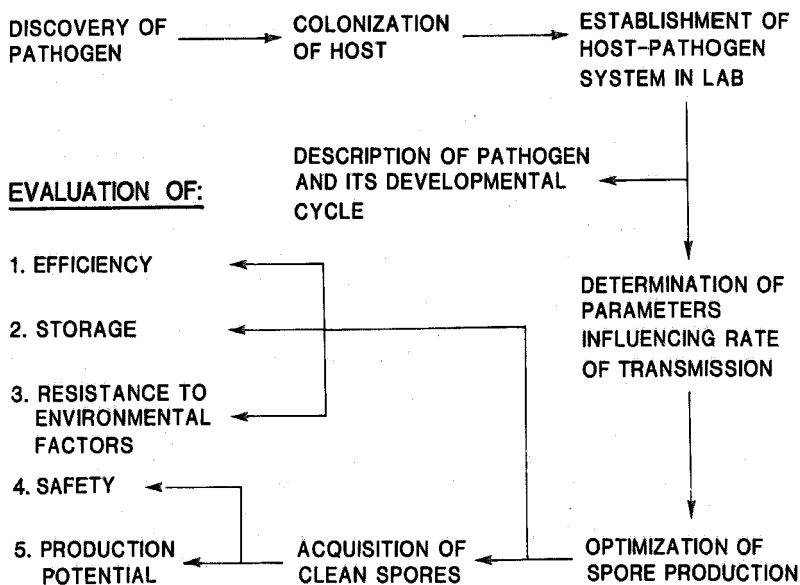 DISCOVERY OF
PATHOGEN
COLONIZATION
OF HOST
ESTABLISHMENT OF
HOST-PATHOGEN
SYSTEM IN LAB
DESCRIPTION OF PATHOGEN
AND ITS DEVELOPMENTAL
CYCLE
DETERMINATION OF
PARAMETERS
INFLUENCING RATE
OF TRANSMISSION
OPTIMIZATION OF
SPORE PRODUCTION
ACQUISITION OF
CLEAN SPORES
EVALUATION OF:
1. EFFICIENCY
2. STORAGE
3. RESISTANCE TO
ENVIRONMENTAL
FACTORS
4. SAFETY
5. PRODUCTION
POTENTIAL